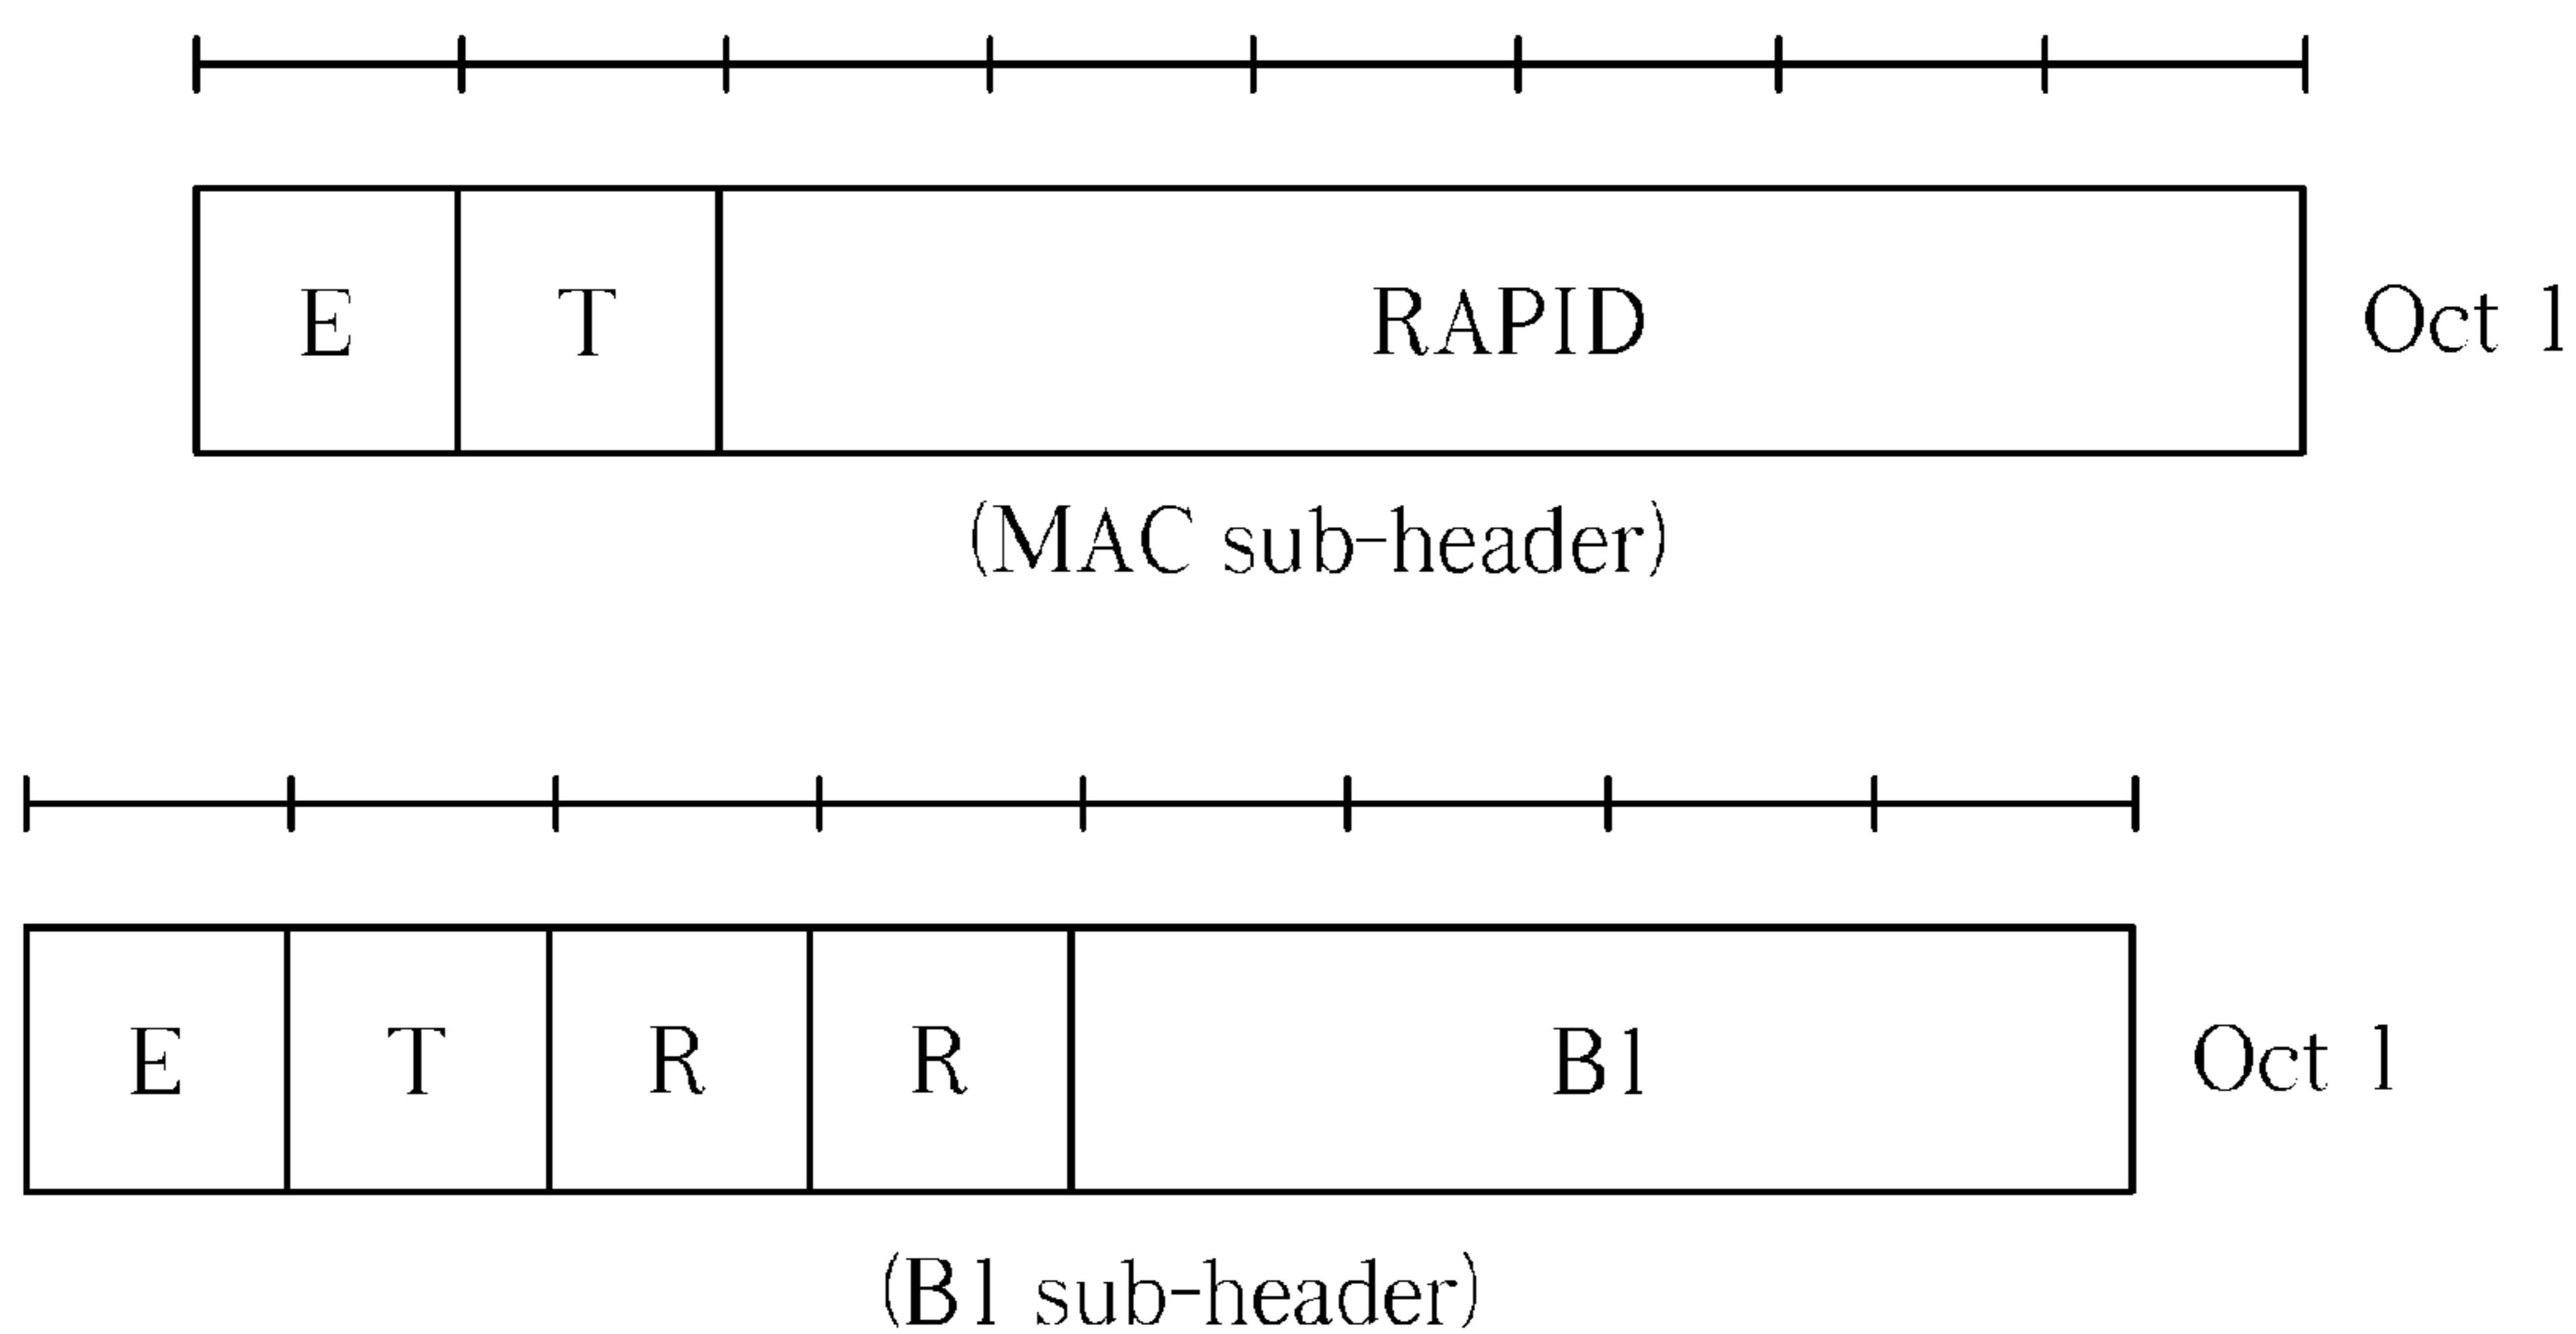 E T RAPID Oct 1
(MAC sub-header)
E T R R B1 Oct 1
(B1 sub-header)